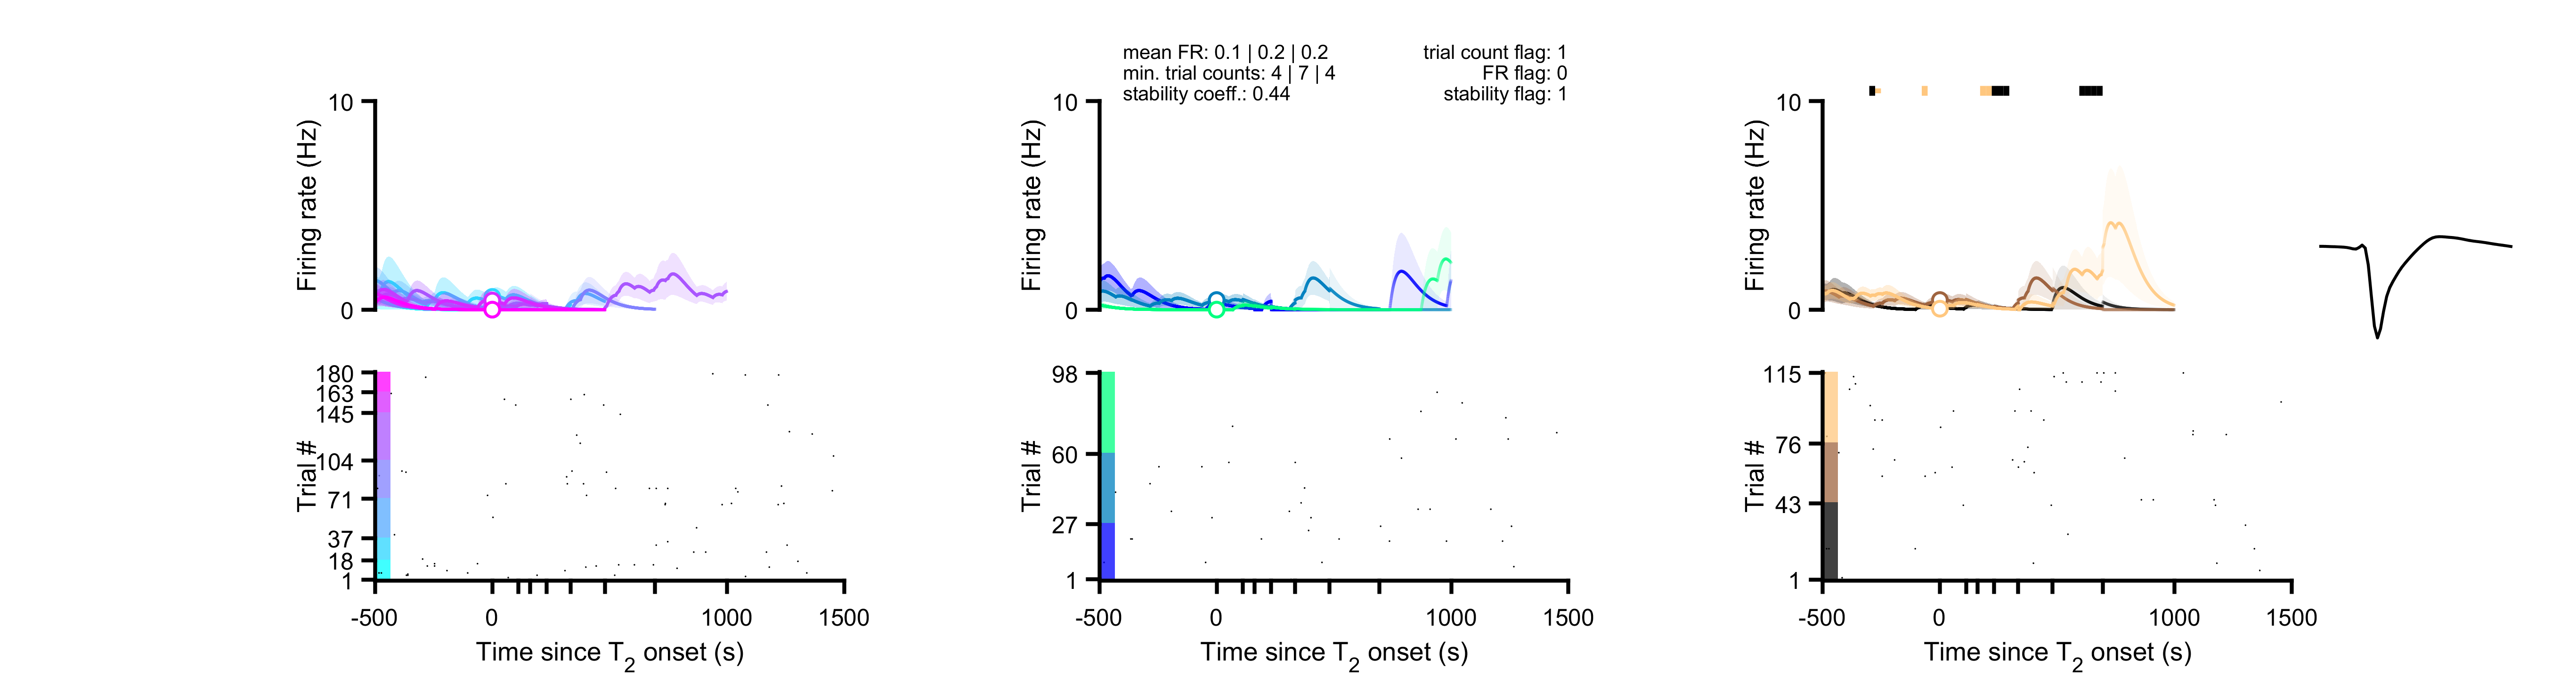 mean FR: 0.1 | 0.2 | 0.2
min. trial counts: 4 | 7 | 4
stability coeff.: 0.44
trial count flag: 1
FR flag: 0
stability flag: 1
10
0
Firing rate (Hz)
180
163
145
104
71
37
18
1
Trial #
-500
0
1000
1500
Time since T2 onset (s)
10
0
Firing rate (Hz)
98
60
27
1
Trial #
-500
0
1000
1500
Time since T2 onset (s)
10
0
Firing rate (Hz)
115
76
43
1
Trial #
-500
0
1000
1500
Time since T2 onset (s)